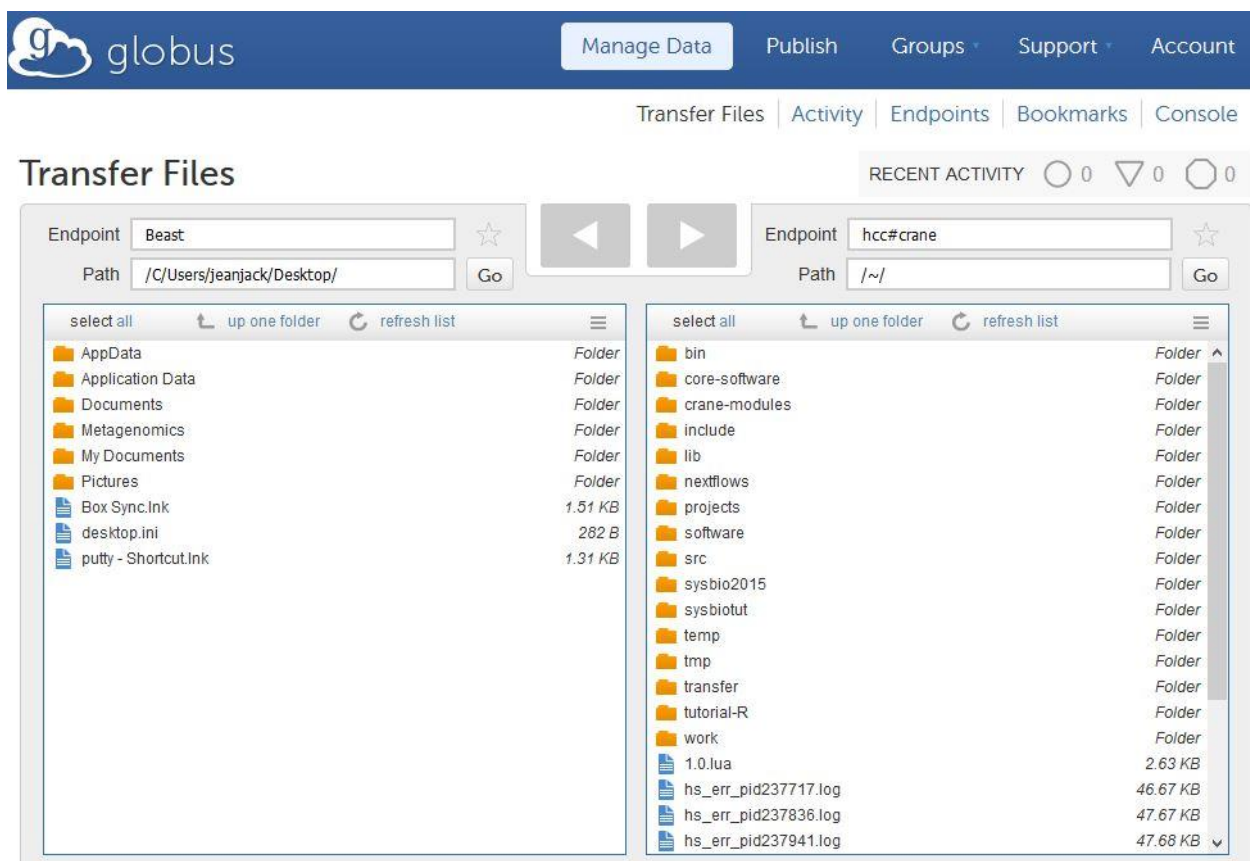 g globus
Manage Data Publish Groups Support Account
Transfer Files Activity Endpoints Bookmarks Console
Transfer Files
RECENT ACTIVITY 0 0 0
Endpoint Beast
Path /C/Users/jeanjack/Desktop/ Go
Endpoint hcc#crane
Path /~/ Go
select all up one folder refresh list
AppData Folder
Application Data Folder
Documents Folder
Metagenomics Folder
My Documents Folder
Pictures Folder
Box Sync.lnk 1.51 KB
desktop.ini 282 B
putty - Shortcut.lnk 1.31 KB
select all up one folder refresh list
bin Folder
core-software Folder
crane-modules Folder
include Folder
lib Folder
nextflows Folder
projects Folder
software Folder
src Folder
sysbio2015 Folder
sysbiotut Folder
temp Folder
tmp Folder
transfer Folder
tutorial-R Folder
work Folder
1.0.lua 2.63 KB
hs_err_pid237717.log 46.67 KB
hs_err_pid237836.log 47.67 KB
hs_err_pid237941.log 47.68 KB